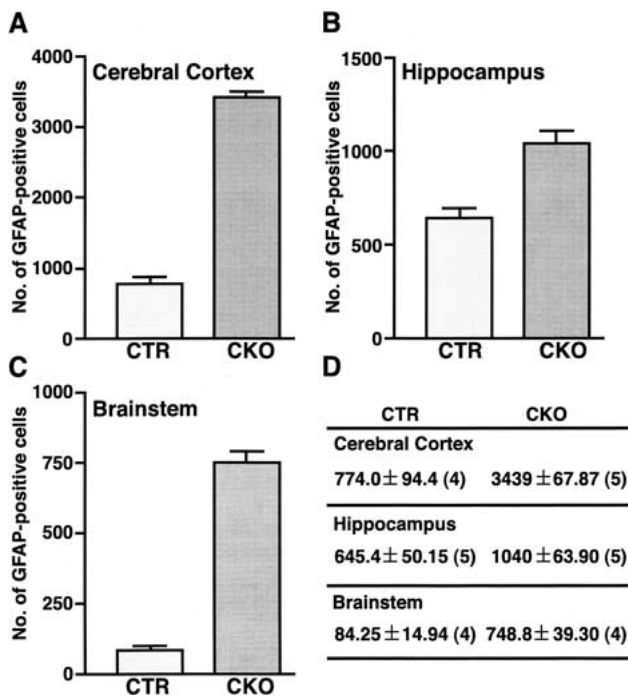 A
Cerebral Cortex
No. of GFAP-positive cells
4000
3000
2000
1000
0
CTR CKO
B
Hippocampus
No. of GFAP-positive cells
1500
1000
500
0
CTR CKO
C
Brainstem
No. of GFAP-positive cells
1000
750
500
250
0
CTR CKO
D
CTR CKO
Cerebral Cortex
774.0±94.4 (4) 3439±67.87 (5)
Hippocampus
645.4±50.15 (5) 1040±63.90 (5)
Brainstem
84.25±14.94 (4) 748.8±39.30 (4)